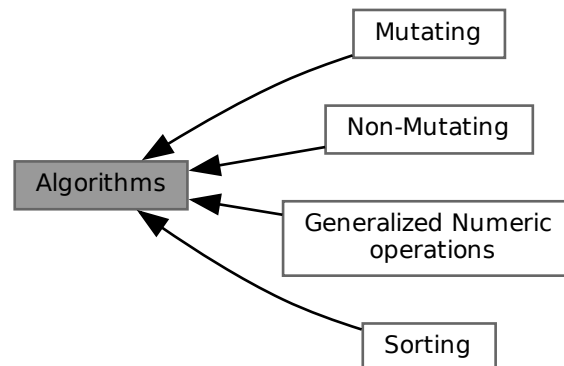 Mutating
Non-Mutating
Algorithms
Generalized Numeric
operations
Sorting